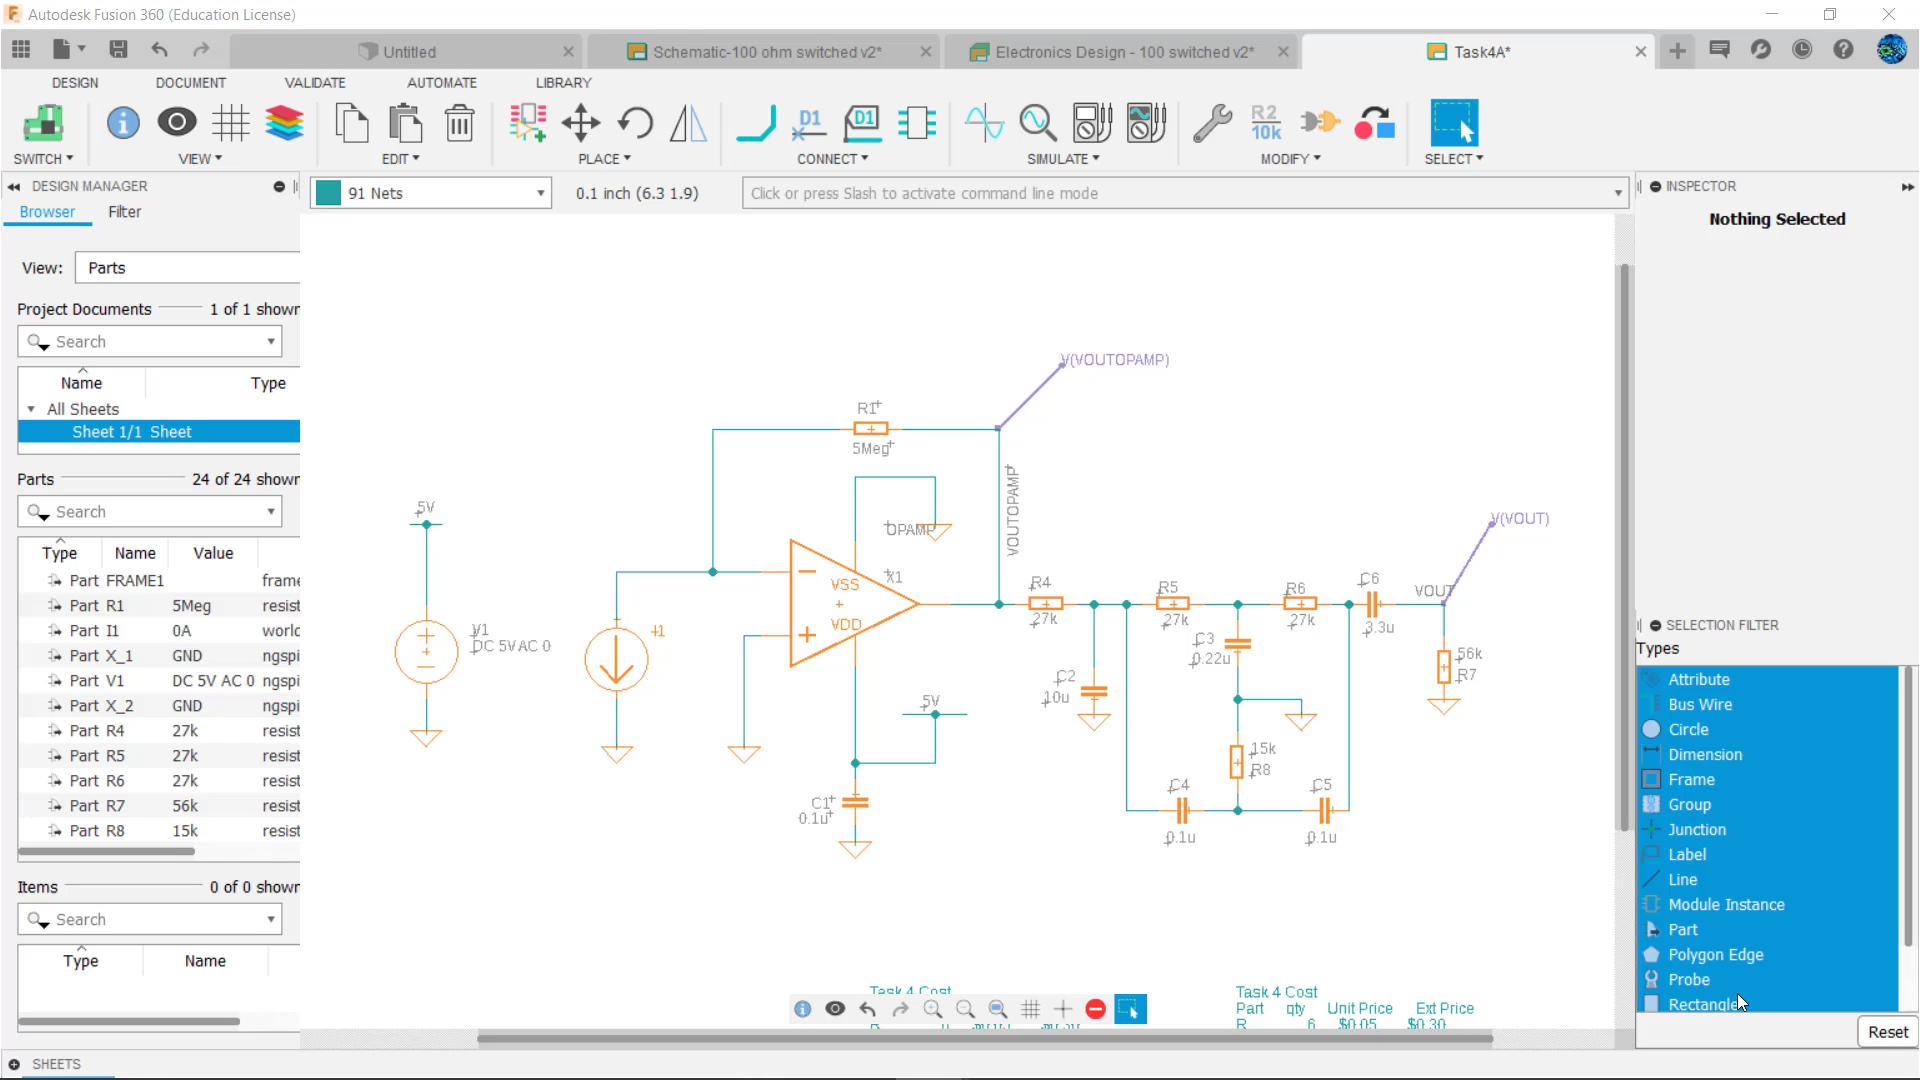 Autodesk Fusion 360 (Education License)
Untitled
Schematic-100 ohm switched v2*
Electronics Design - 100 switched v2*
Task4A*
DESIGN
DOCUMENT
VALIDATE
AUTOMATE
LIBRARY
D1
D1
R2
10k
SWITCH
VIEW
EDIT
PLACE
CONNECT
SIMULATE
MODIFY
SELECT
DESIGN MANAGER
91 Nets
0.1 inch (6.3 1.9)
Click or press Slash to activate command line mode
INSPECTOR
Browser
Filter
Nothing Selected
View:
Parts
Project Documents
1 of 1 shown
Search
Name
Type
All Sheets
Sheet 1/1 Sheet
Parts
24 of 24 shown
Search
Type
Name
Value
Part FRAME1 frame
Part R1 5Meg resist
Part I1 0A world
Part X_1 GND ngspi
Part V1 DC 5V AC 0 ngspi
Part X_2 GND ngspi
Part R4 27k resist
Part R5 27k resist
Part R6 27k resist
Part R7 56k resist
Part R8 15k resist
Items
0 of 0 shown
Search
Type
Name
SHEETS
V(VOUTOPAMP)
R1
5Meg
VOUTOPAMP
5V
OPAMP
V(VOUT)
VSS
VDD
X1
V1
DC 5V AC 0
R4
27k
R5
27k
R6
27k
C6
3.3u
VOUT
C3
0.22u
56k
R7
C2
10u
5V
15k
R8
C1
0.1u
C4
0.1u
C5
0.1u
Task 4 Cost
Task 4 Cost
Part qty Unit Price Ext Price
R 6 $0.05 $0.30
SELECTION FILTER
Types
Attribute
Bus Wire
Circle
Dimension
Frame
Group
Junction
Label
Line
Module Instance
Part
Polygon Edge
Probe
Rectangle
Reset